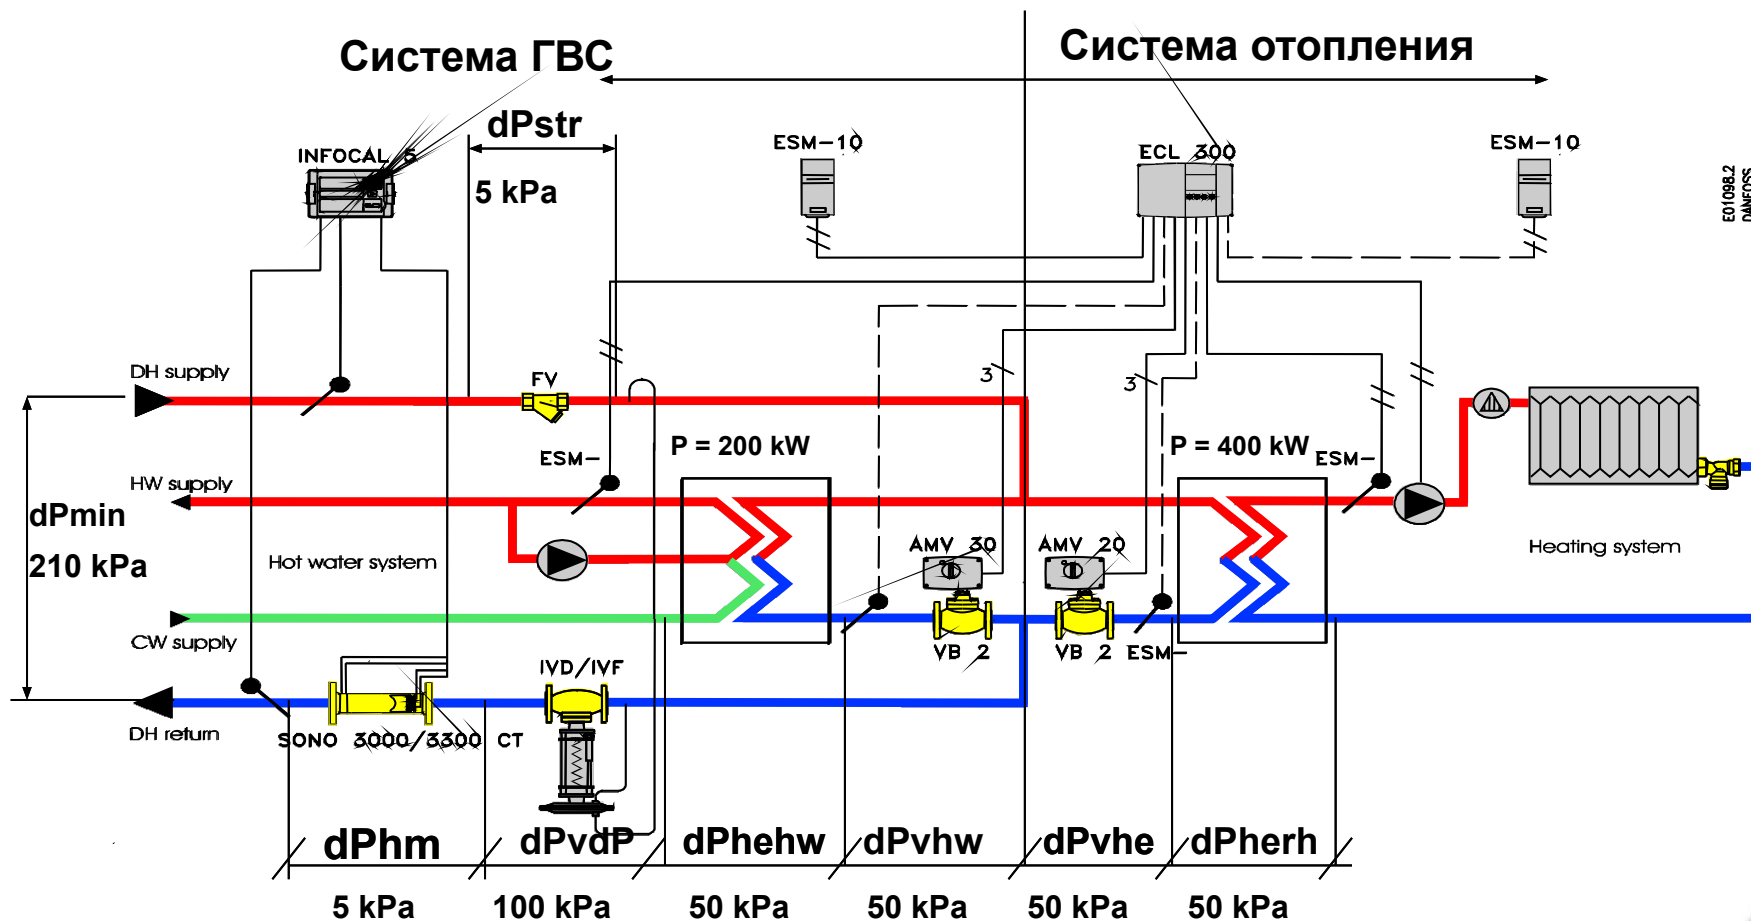 Система ГВС
Система отопления
dPstr
INFOCAL 5
5 kPa
ESM-10
ECL 300
ESM-10
E01098.2
DANFOSS
DH supply
FV
3
3
P = 200 kW
P = 400 kW
ESM-
ESM-
HW supply
dPmin
210 kPa
Hot water system
AMV 30
AMV 20
Heating system
CW supply
VB 2
VB 2
ESM-
IVD/IVF
DH return
SONO 3000/3300 CT
dPhm
dPvdP
dPhehw
dPvhw
dPvhe
dPherh
5 kPa
100 kPa
50 kPa
50 kPa
50 kPa
50 kPa